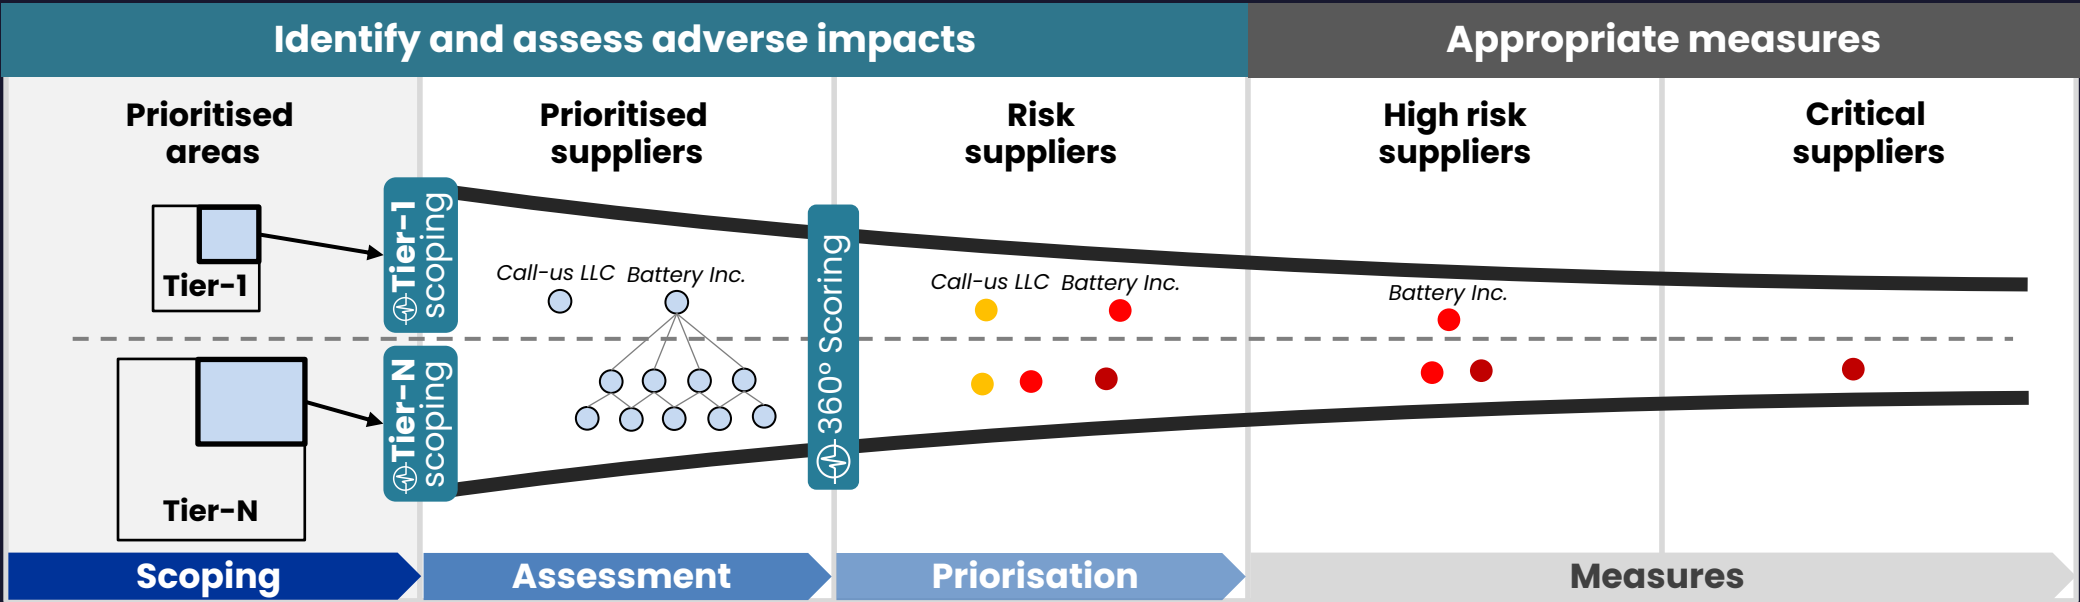 Identify and assess adverse impacts
Appropriate measures
Prioritised
areas
Prioritised
suppliers
Risk
suppliers
High risk
suppliers
Critical
suppliers
Tier-1
Tier-1
scoping
Call-us LLC
Battery Inc.
360° Scoring
Call-us LLC
Battery Inc.
Battery Inc.
Tier-N
Tier-N
scoping
Scoping
Assessment
Priorisation
Measures